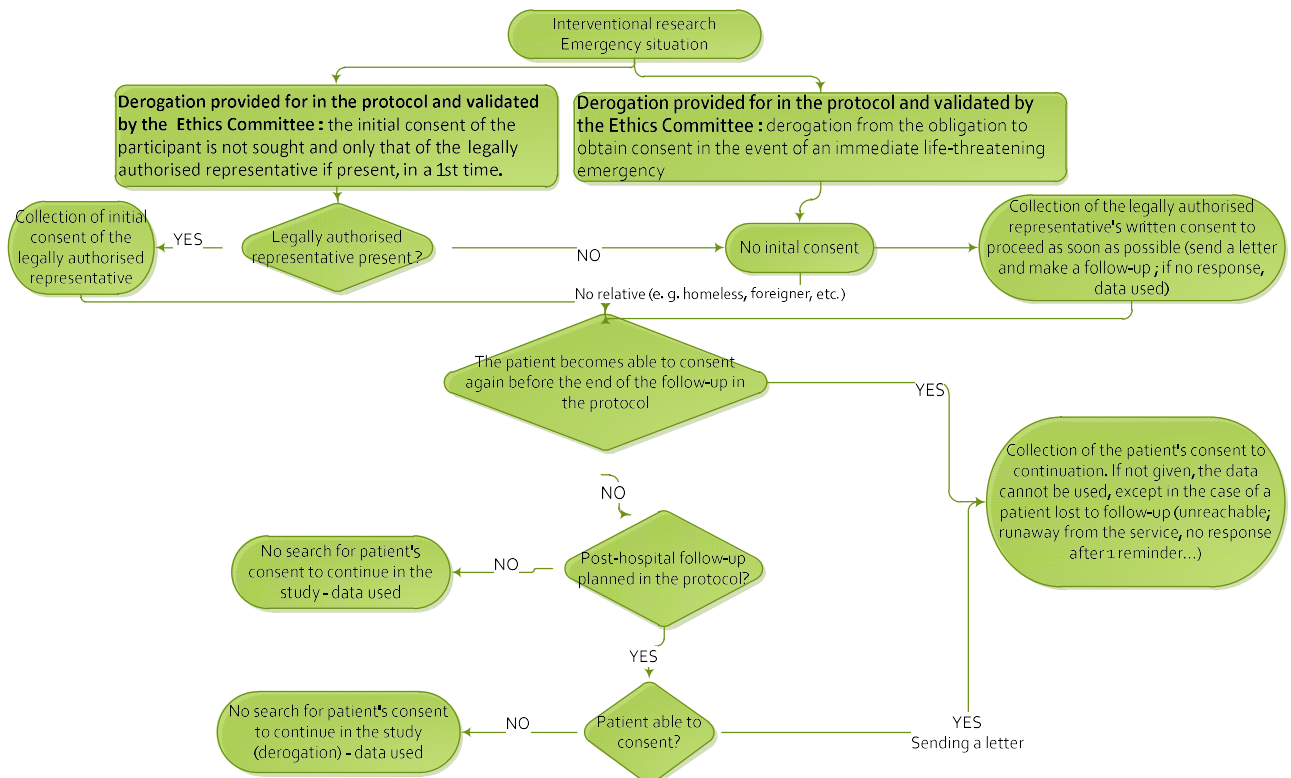 Interventional research
Emergency situation
Derogation provided for in the protocol and validated
by the Ethics Committee : the initial consent of the
participant is not sought and only that of the legally
authorised representative if present, in a 1st time.
Derogation provided for in the protocol and validated by
the Ethics Committee : derogation from the obligation to
obtain consent in the event of an immediate life-threatening
emergency
Collection of initial
consent of the
legally authorised
representative
YES
Legally authorised
representative present ?
NO
No inital consent
Collection of the legally authorised
representative's written consent to
proceed as soon as possible (send a letter
and make a follow-up ; if no response,
data used)
No relative (e. g. homeless, foreigner, etc.)
The patient becomes able to consent
again before the end of the follow-up in
the protocol
YES
NO
Collection of the patient's consent to
continuation. If not given, the data
cannot be used, except in the case of a
patient lost to follow-up (unreachable;
runaway from the service, no response
after 1 reminder...)
No search for patient's
consent to continue in the
study - data used
NO
Post-hospital follow-up
planned in the protocol?
YES
No search for patient's consent
to continue in the study
(derogation) - data used
NO
Patient able to
consent?
YES
Sending a letter